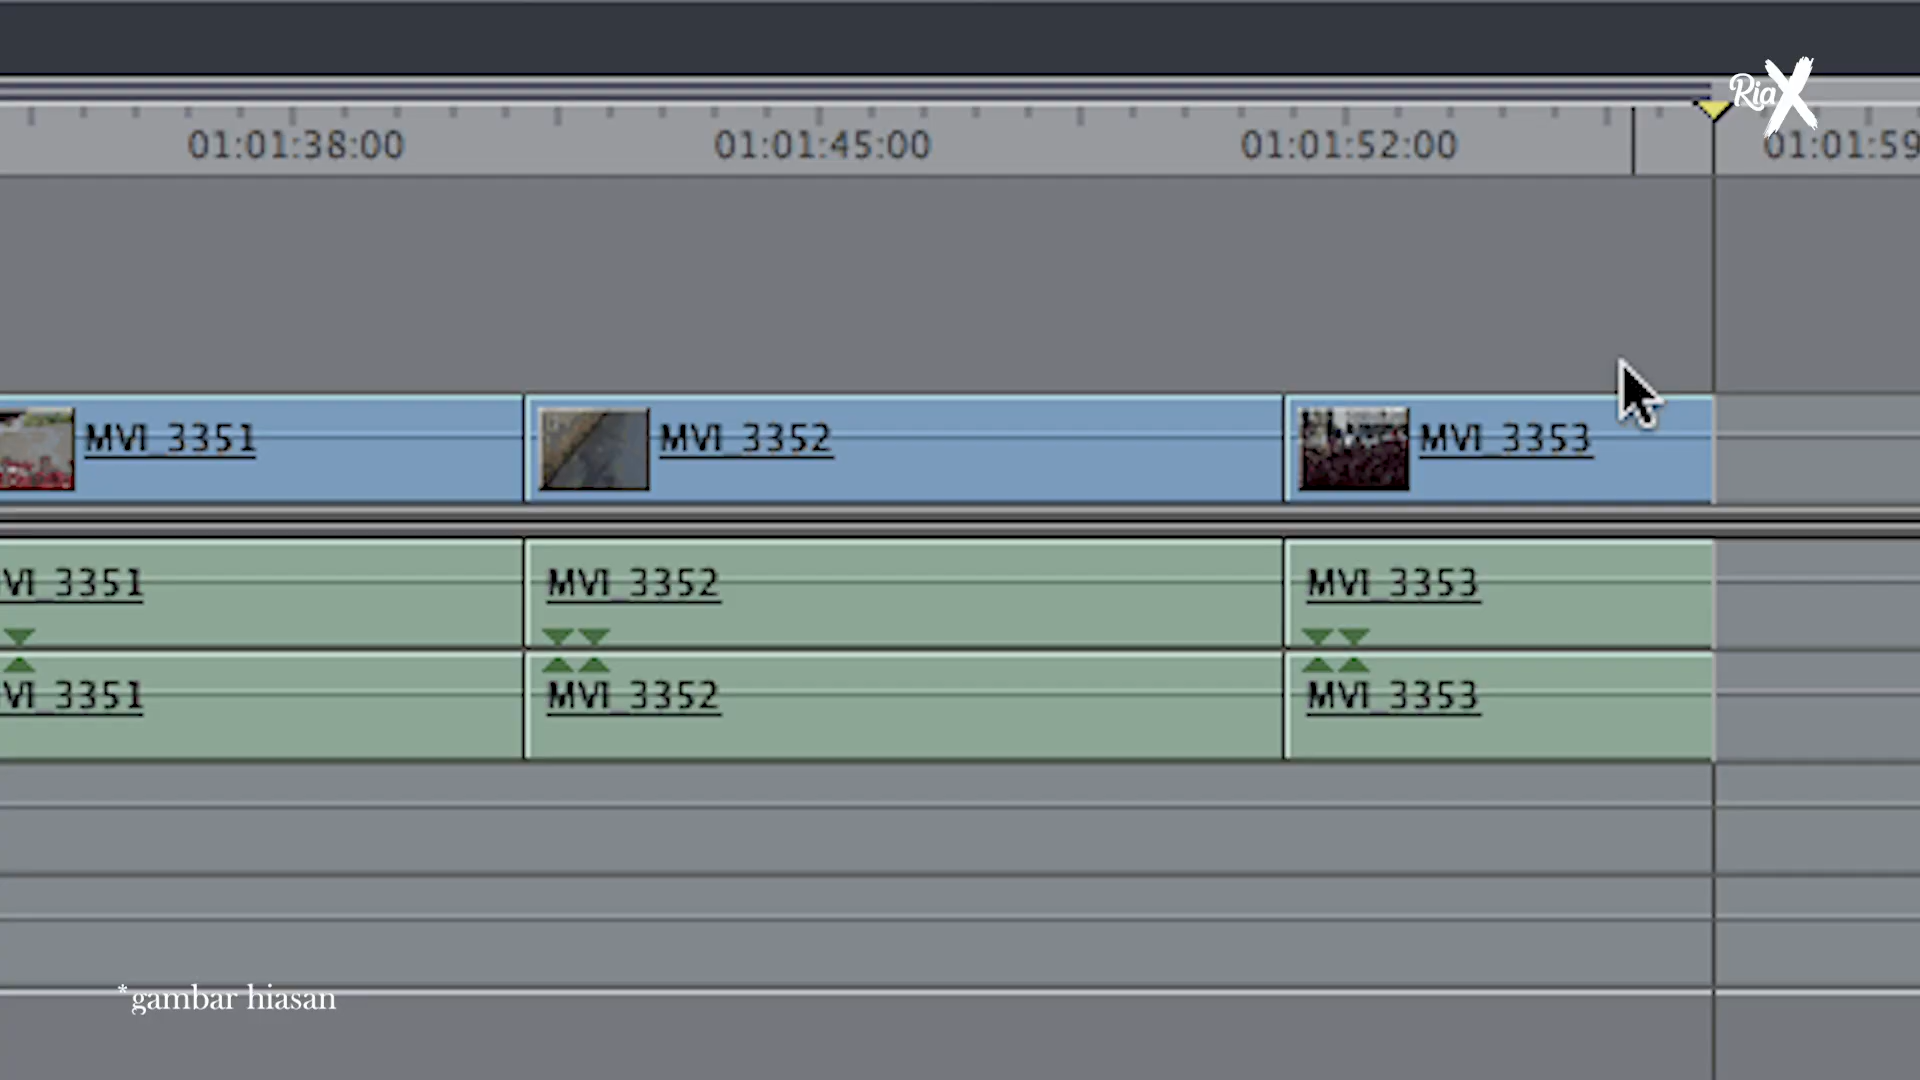 RiaX
01:01:38:00 01:01:45:00 01:01:52:00 01:01:59
MVI_3351 MVI_3352 MVI_3353
VI_3351 MVI_3352 MVI_3353
VI_3351 MVI_3352 MVI_3353
*gambar hiasan